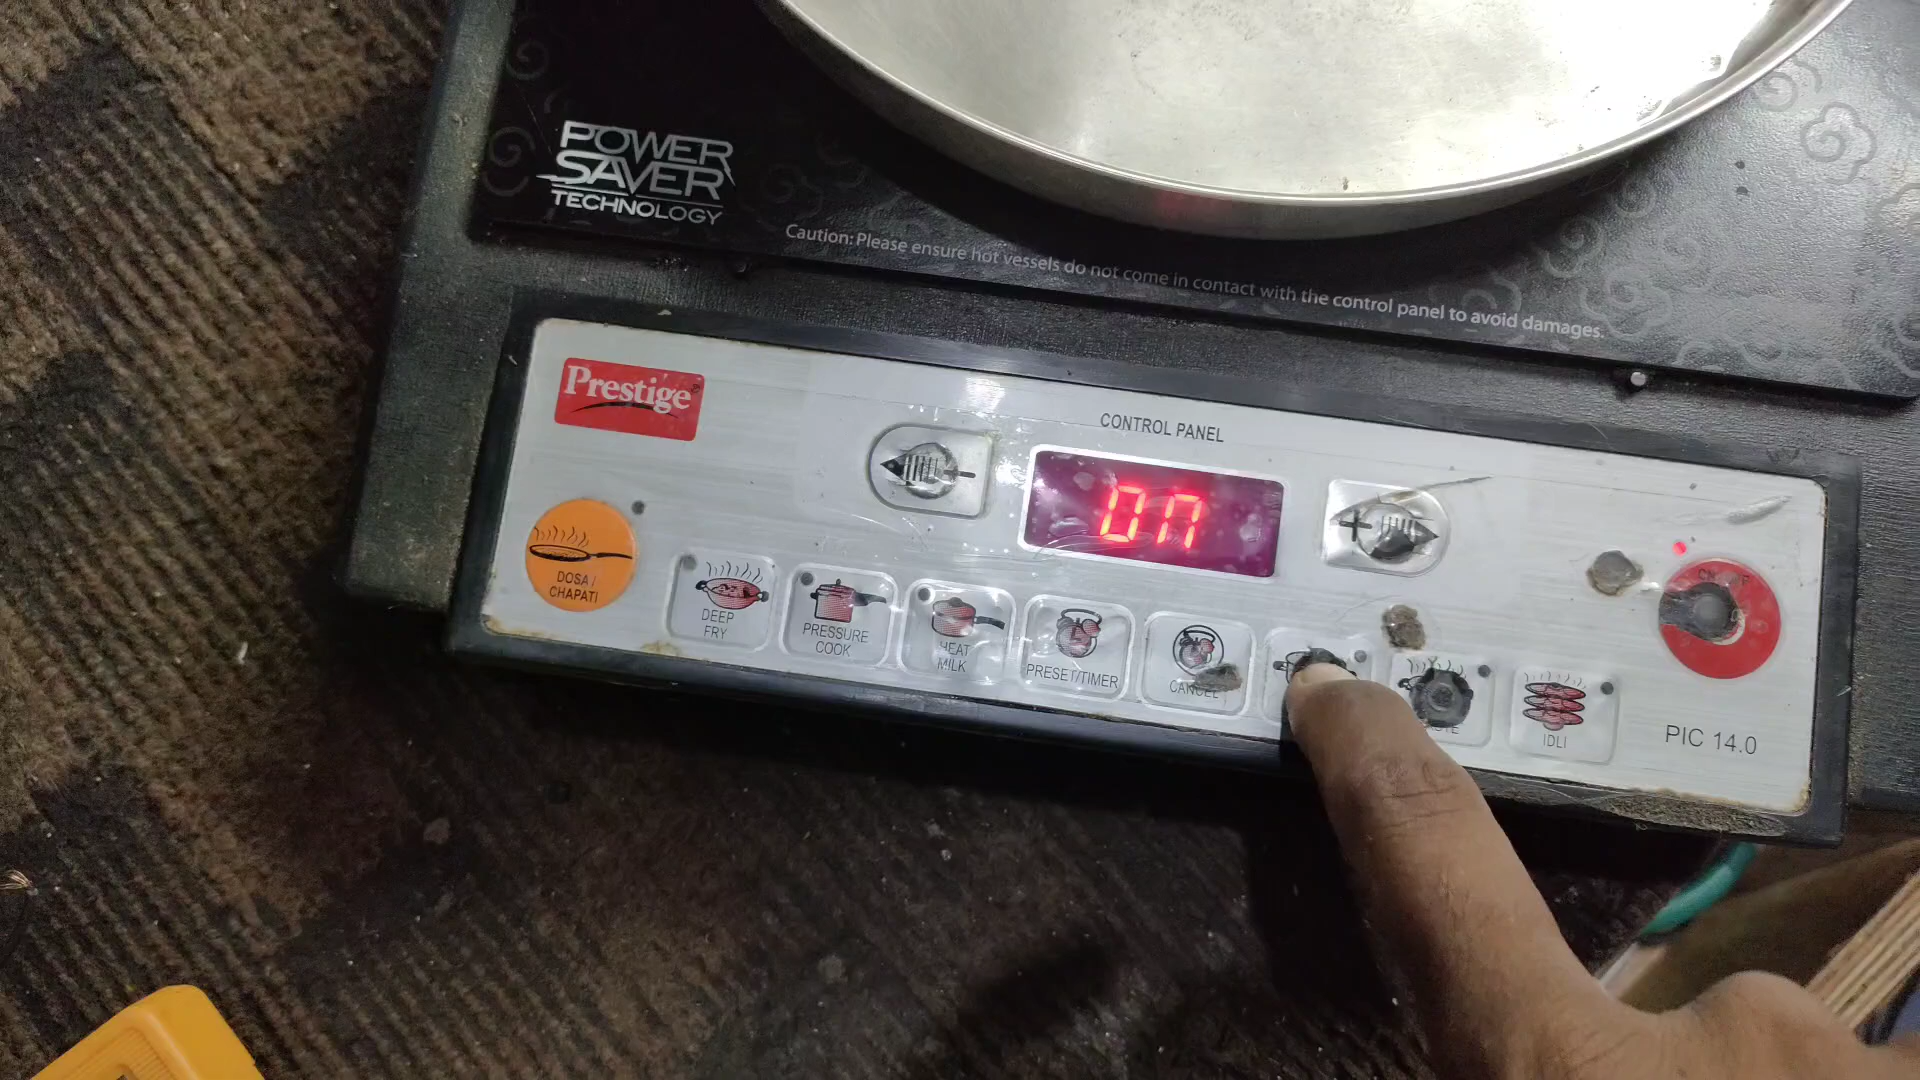 POWER
SAVER
TECHNOLOGY
Caution: Please ensure hot vessels do not come in contact with the control panel to avoid damages.
Prestige
CONTROL PANEL
On
DOSA /
CHAPATI
DEEP
FRY
PRESSURE
COOK
HEAT
MILK
PRESET/TIMER
CANCEL
IDLI
PIC 14.0